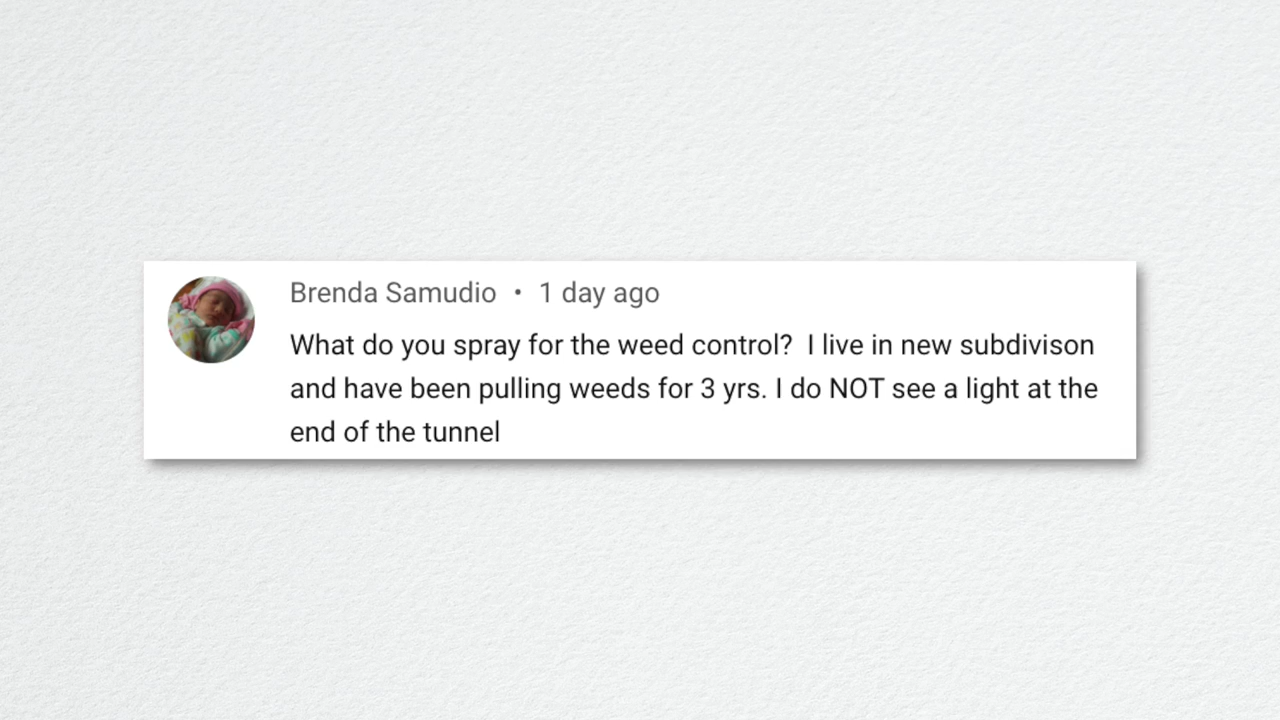 Brenda Samudio • 1 day ago
What do you spray for the weed control?  I live in new subdivison
and have been pulling weeds for 3 yrs. I do NOT see a light at the
end of the tunnel